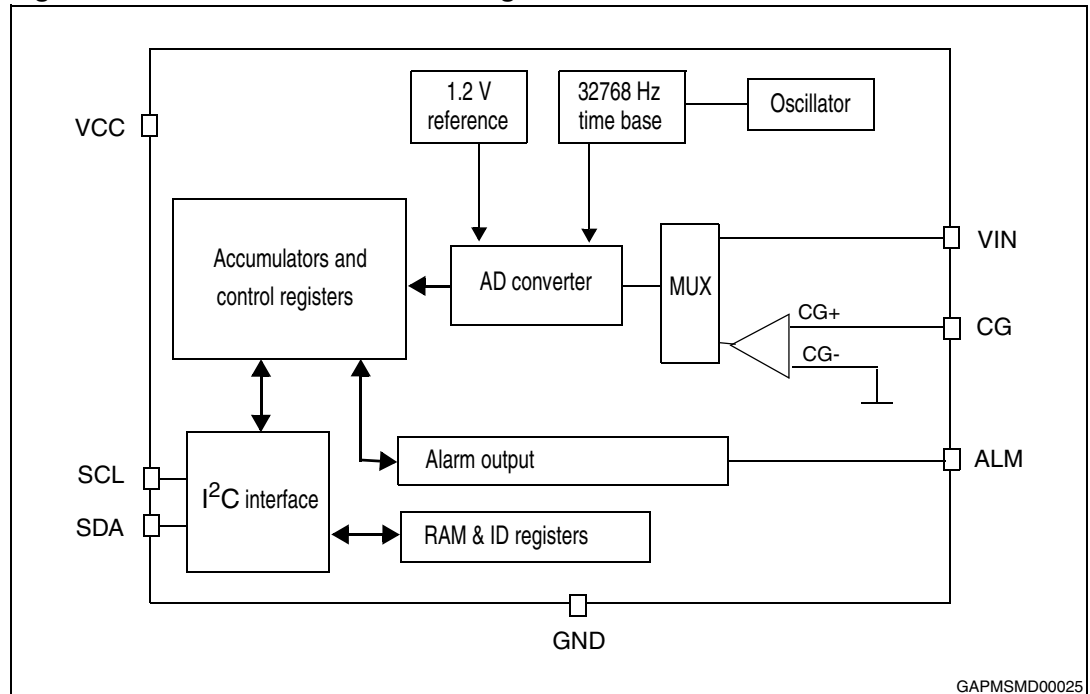 1.2 V
reference
32768 Hz
time base
Oscillator
VCC
Accumulators and
control registers
AD converter
MUX
VIN
CG+
CG
CG-
Alarm output
ALM
SCL
I²C interface
SDA
RAM & ID registers
GND
GAPMSMD00025